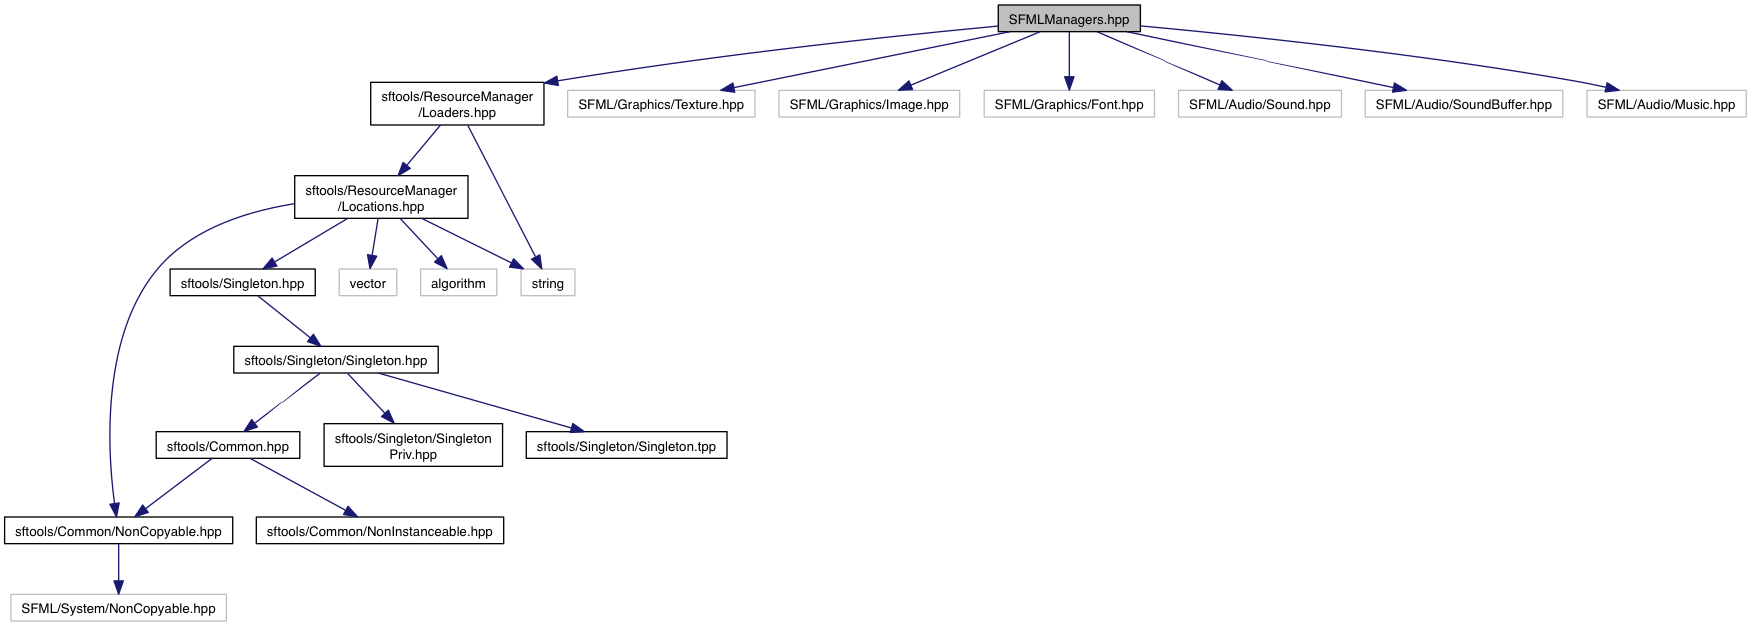 SFMLManagers.hpp
sftools/ResourceManager
/Loaders.hpp
SFML/Graphics/Texture.hpp
SFML/Graphics/Image.hpp
SFML/Graphics/Font.hpp
SFML/Audio/Sound.hpp
SFML/Audio/SoundBuffer.hpp
SFML/Audio/Music.hpp
sftools/ResourceManager
/Locations.hpp
sftools/Singleton.hpp
vector
algorithm
string
sftools/Singleton/Singleton.hpp
sftools/Common.hpp
sftools/Singleton/Singleton
Priv.hpp
sftools/Singleton/Singleton.tpp
sftools/Common/NonCopyable.hpp
sftools/Common/NonInstanceable.hpp
SFML/System/NonCopyable.hpp